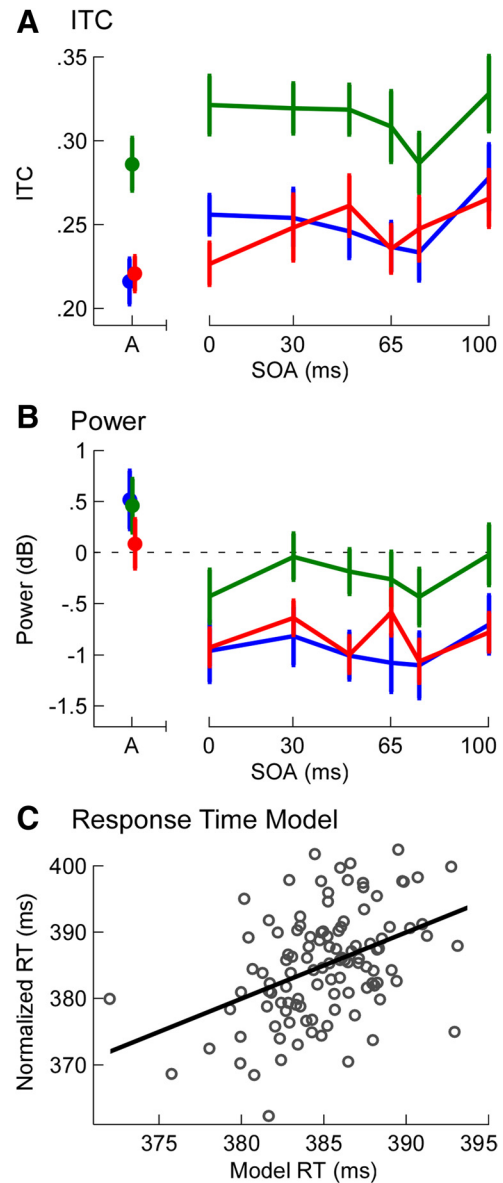 A ITC
.35
.30
.25
.20
ITC
A 0 30 65 100
SOA (ms)
B Power
1
.5
0
-.5
-1
-1.5
Power (dB)
A 0 30 65 100
SOA (ms)
C Response Time Model
400
390
380
370
Normalized RT (ms)
375 380 385 390 395
Model RT (ms)